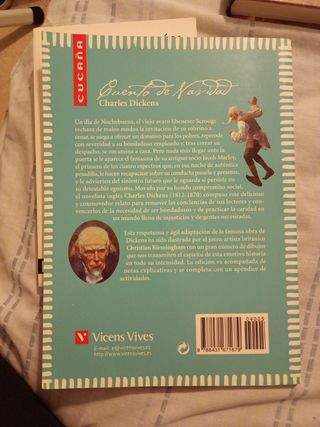 CUCAÑA
Cuento de Navidad
Charles Dickens
Un día de Nochebuena, el viejo avaro Ebenezer Scrooge
rechaza de malos modos la invitación de su sobrino a
cenar, se niega a ofrecer un donativo para los pobres, reprende
con severidad a su bondadoso empleado y, tras cerrar su
despacho, se encamina a casa. Pero nada más llegar ante la
puerta se le aparece el fantasma de su antiguo socio Jacob Marley,
el primero de los cuatro espectros que, en esa noche de auténtica
pesadilla, le hacen recapacitar sobre su conducta pasada y presente,
y le advierten del siniestro futuro que le aguarda si persiste en
su detestable egoísmo. Movido por su hondo compromiso social,
el novelista inglés Charles Dickens (1812-1870) compuso este delicioso
y conmovedor relato para remover las conciencias de sus lectores y con-
vencerlos de la necesidad de ser bondadosos y de practicar la caridad en
un mundo lleno de injusticias y de gentes necesitadas.
Esta respetuosa y ágil adaptación de la famosa obra de
Dickens ha sido ilustrada por el joven artista británico
Christian Birmingham con un gran número de dibujos
que nos transmiten el espíritu de esta emotiva historia
en toda su intensidad. La edición va acompañada de
notas explicativas y se completa con un apéndice de
actividades.
Vicens Vives
E-mail: e@vicensvives.es
http://www.vicensvives.es
04005
9 788431 671679